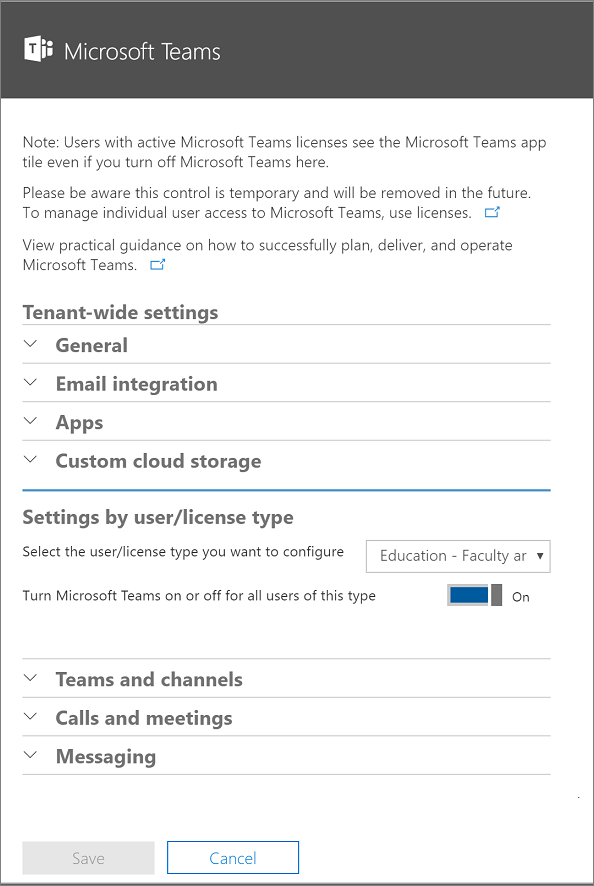 Microsoft Teams
Note: Users with active Microsoft Teams licenses see the Microsoft Teams app
tile even if you turn off Microsoft Teams here.
Please be aware this control is temporary and will be removed in the future.
To manage individual user access to Microsoft Teams, use licenses.
View practical guidance on how to successfully plan, deliver, and operate
Microsoft Teams.
Tenant-wide settings
General
Email integration
Apps
Custom cloud storage
Settings by user/license type
Select the user/license type you want to configure Education - Faculty ar
Turn Microsoft Teams on or off for all users of this type On
Teams and channels
Calls and meetings
Messaging
Save Cancel